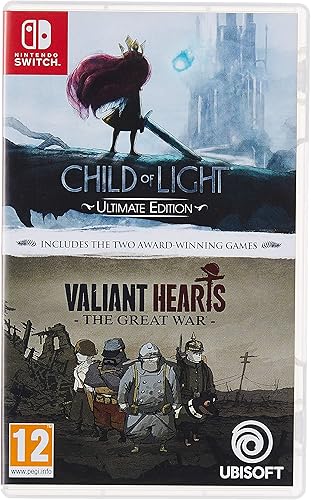 NINTENDO
SWITCH™
CHILD OF LIGHT
ULTIMATE EDITION
INCLUDES THE TWO AWARD-WINNING GAMES
VALIANT HEARTS
- THE GREAT WAR -
12
www.pegi.info
UBISOFT